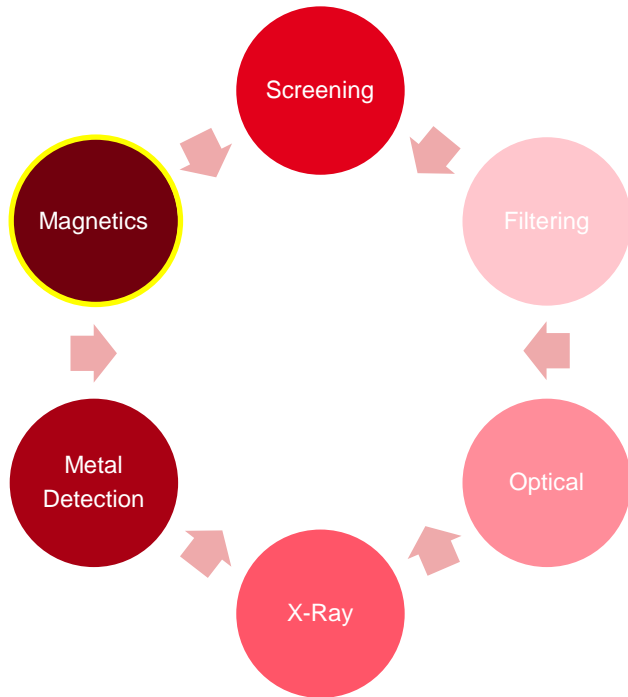 Screening
Filtering
Optical
X-Ray
Metal
Detection
Magnetics